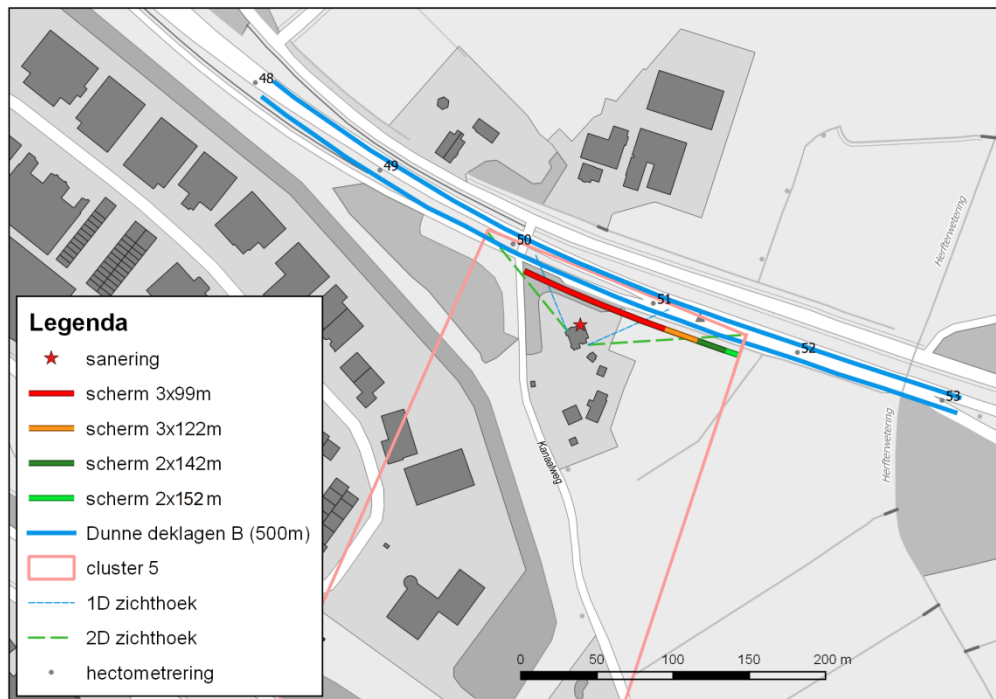 48
49
50
51
52
53
Herfterwetering
Herfterwetering
Kanaalweg
Legenda
sanering
scherm 3x99m
scherm 3x122m
scherm 2x142m
scherm 2x152 m
Dunne deklagen B (500m)
cluster 5
1D zichthoek
2D zichthoek
hectometrering
0 50 100 150 200 m